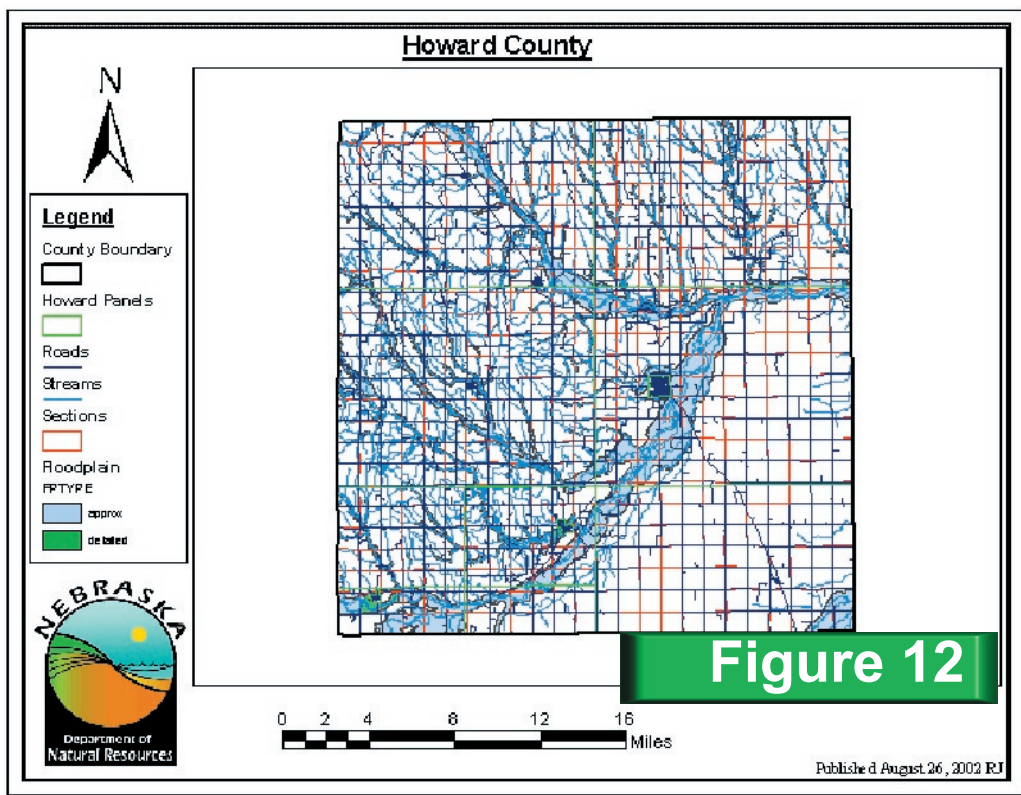 Howard County
N
Legend
County Boundary
Howard Panels
Roads
Streams
Sections
Floodplain
FPTYPE
approx
detailed
NEBRASKA
Department of
Natural Resources
Figure 12
0 2 4 8 12 16
Miles
Published August 26, 2002 RJ